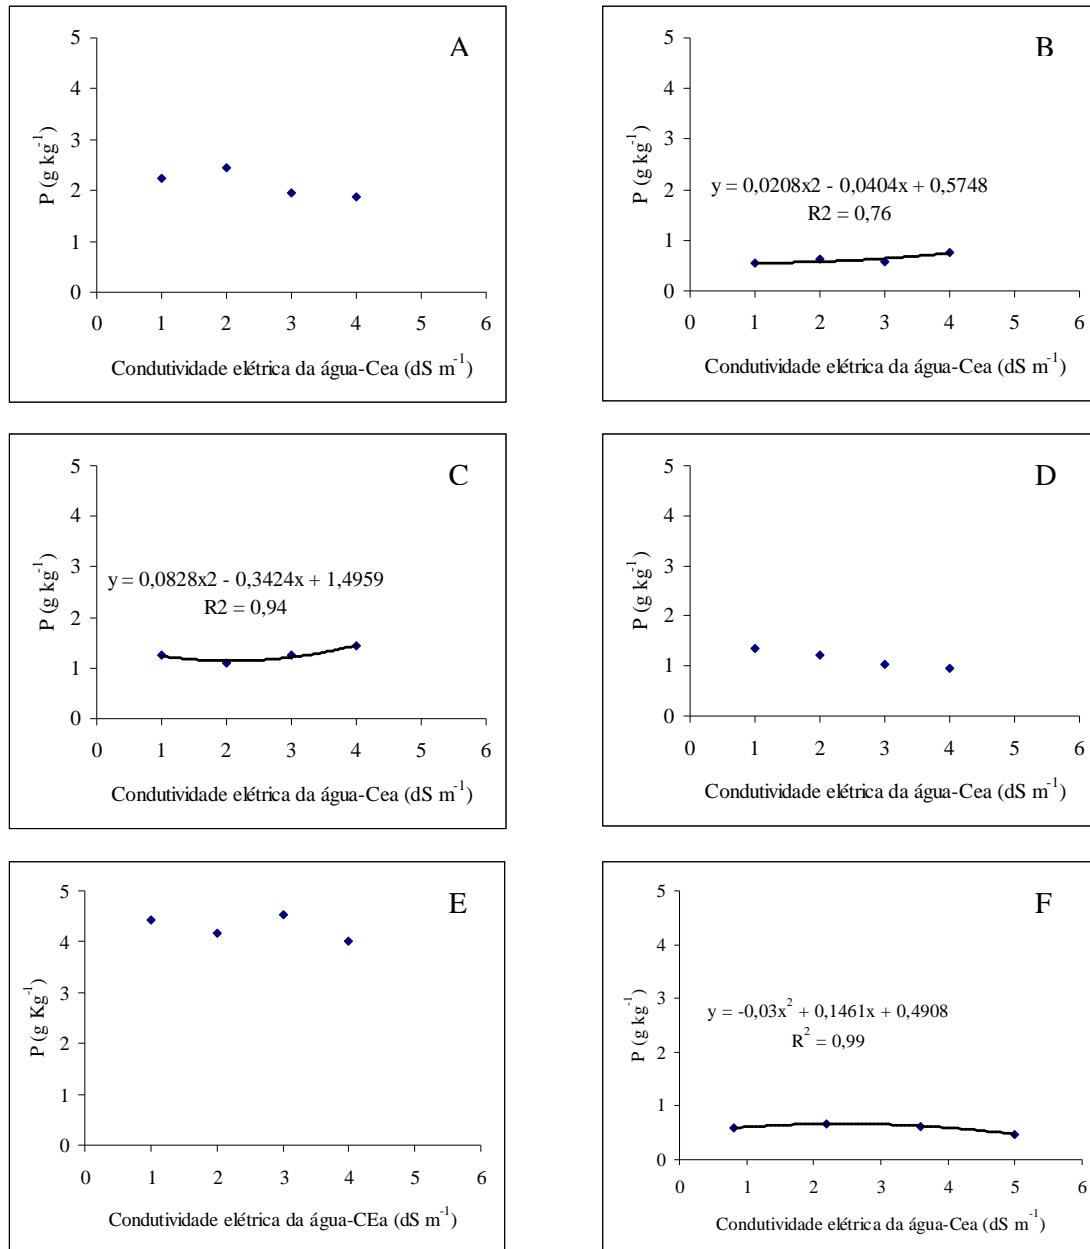 A
5
4
3
2
1
0
0 1 2 3 4 5 6
P (g kg-1)
Condutividade elétrica da água-Cea (dS m-1)
B
5
4
3
2
1
0
0 1 2 3 4 5 6
P (g kg-1)
y = 0,0208x2 - 0,0404x + 0,5748
R2 = 0,76
Condutividade elétrica da água-Cea (dS m-1)
C
5
4
3
2
1
0
0 1 2 3 4 5 6
P (g kg-1)
y = 0,0828x2 - 0,3424x + 1,4959
R2 = 0,94
Condutividade elétrica da água-Cea (dS m-1)
D
5
4
3
2
1
0
0 1 2 3 4 5 6
P (g kg-1)
Condutividade elétrica da água-Cea (dS m-1)
E
5
4
3
2
1
0
0 1 2 3 4 5 6
P (g Kg-1)
Condutividade elétrica da água-CEa (dS m-1)
F
5
4
3
2
1
0
0 1 2 3 4 5 6
P (g kg-1)
y = -0,03x2 + 0,1461x + 0,4908
R2 = 0,99
Condutividade elétrica da água-Cea (dS m-1)